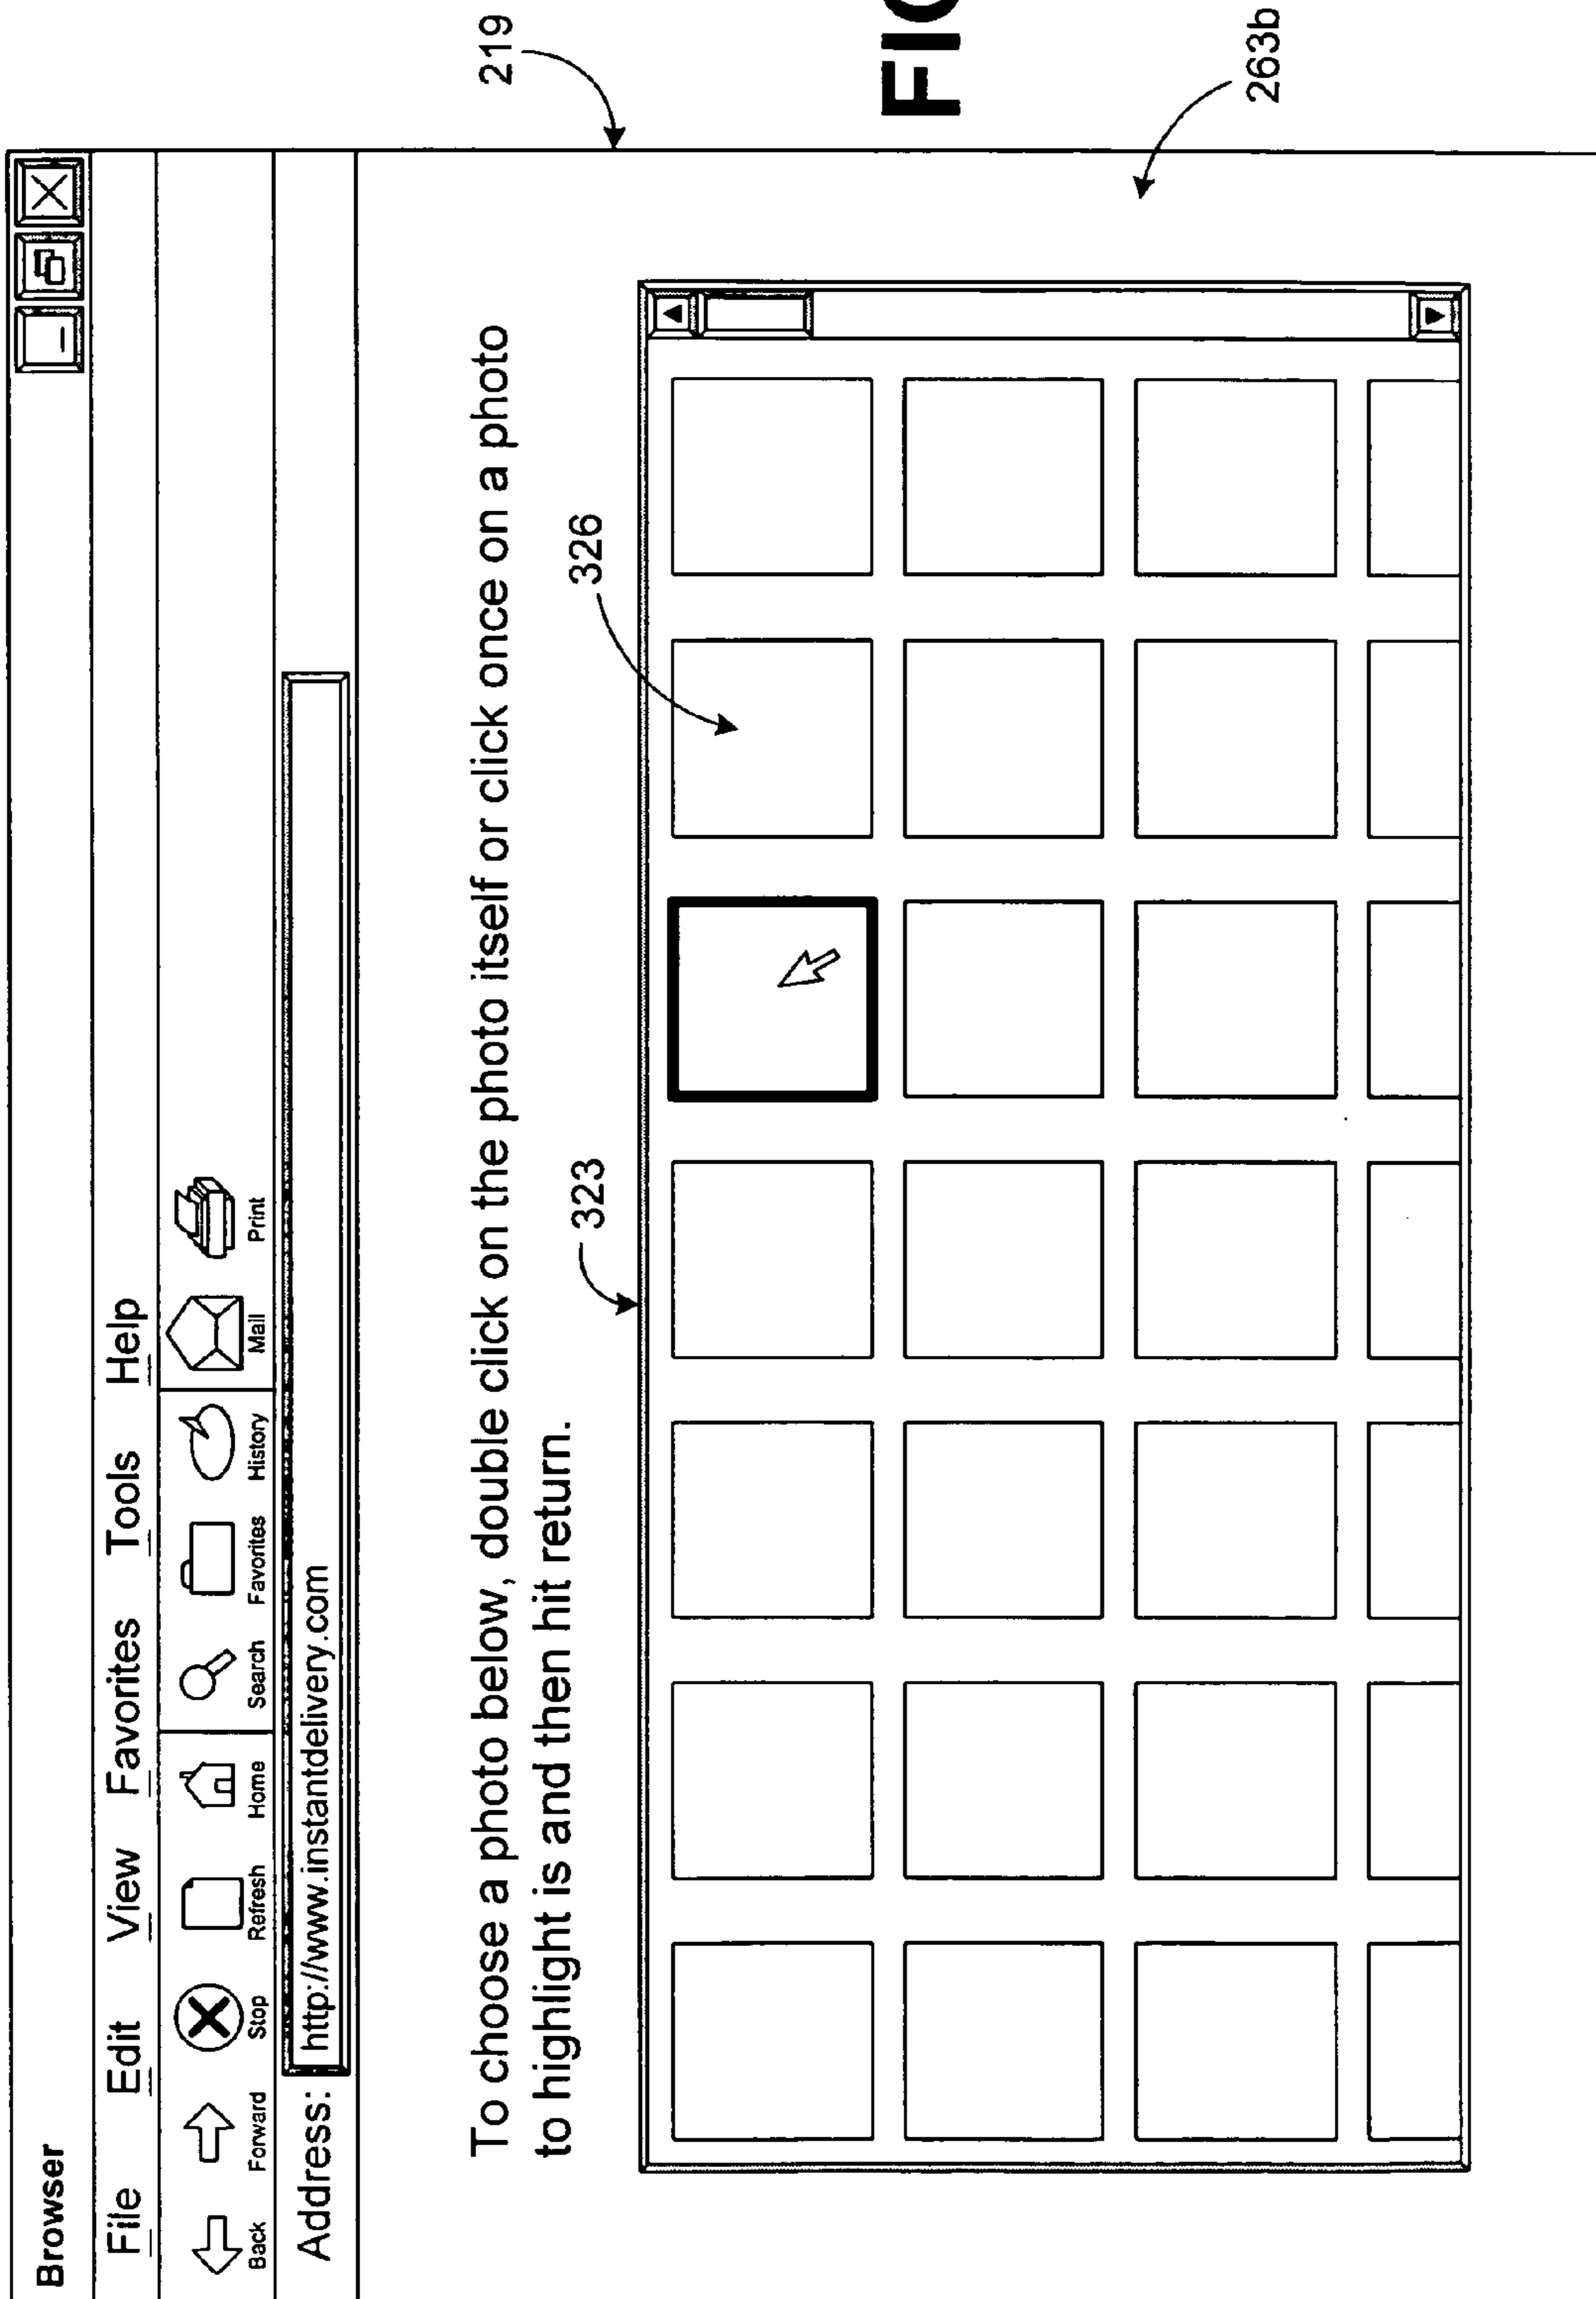 Browser
File Edit View Favorites Tools Help
Back Forward Stop Refresh Home Search Favorites History Mail Print
Address: http://www.instantdelivery.com
219
To choose a photo below, double click on the photo itself or click once on a photo
to highlight is and then hit return.
323
326
FIG
263b